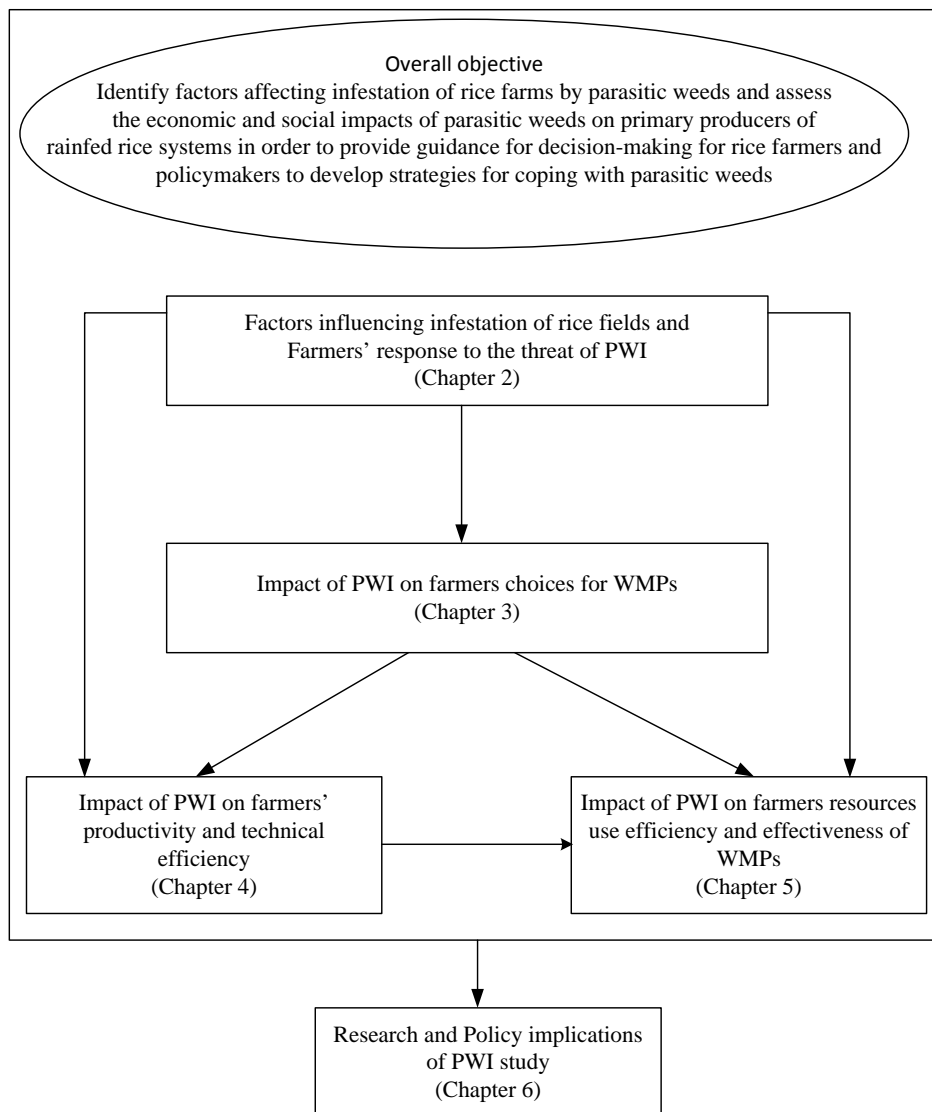 Overall objective
Identify factors affecting infestation of rice farms by parasitic weeds and assess
the economic and social impacts of parasitic weeds on primary producers of
rainfed rice systems in order to provide guidance for decision-making for rice farmers and
policymakers to develop strategies for coping with parasitic weeds
Factors influencing infestation of rice fields and
Farmers’ response to the threat of PWI
(Chapter 2)
Impact of PWI on farmers choices for WMPs
(Chapter 3)
Impact of PWI on farmers’
productivity and technical
efficiency
(Chapter 4)
Impact of PWI on farmers resources
use efficiency and effectiveness of
WMPs
(Chapter 5)
Research and Policy implications
of PWI study
(Chapter 6)